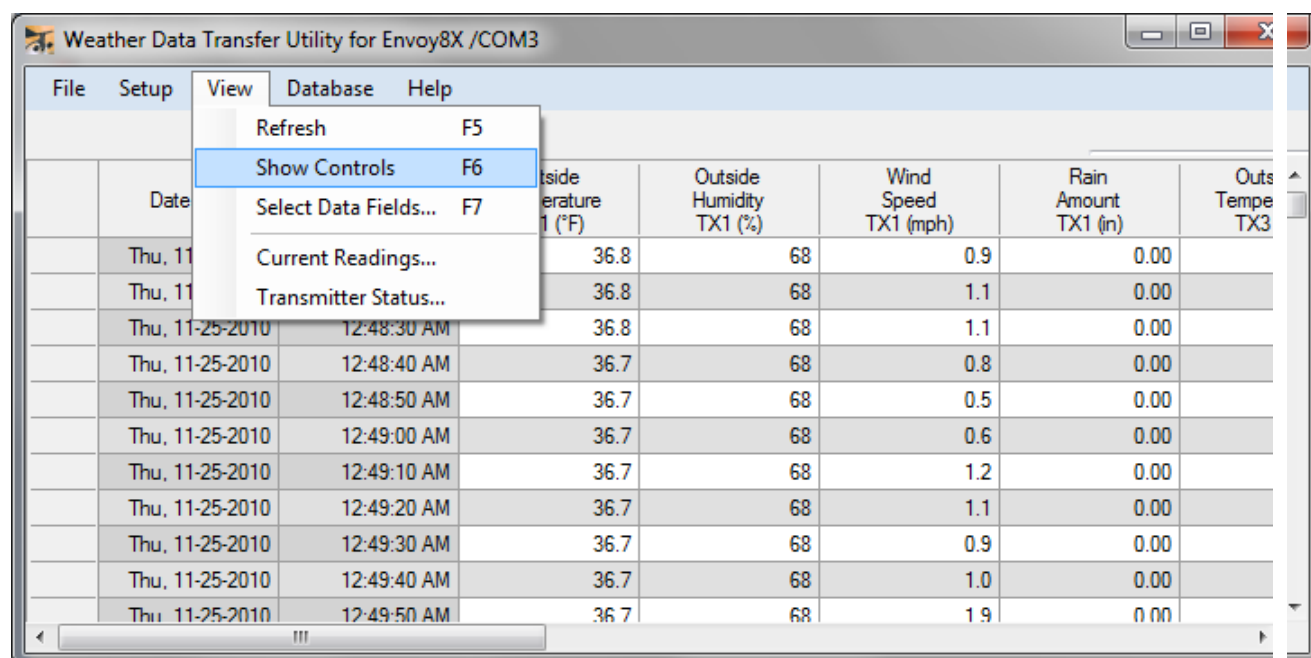 Weather Data Transfer Utility for Envoy8X /COM3
File Setup View Database Help
Refresh F5
Show Controls F6
Select Data Fields... F7
Current Readings...
Transmitter Status...
Date
tside
erature
1 (°F)
Outside
Humidity
TX1 (%)
Wind
Speed
TX1 (mph)
Rain
Amount
TX1 (in)
Outs
Tempe
TX3
Thu, 11 36.8 68 0.9 0.00
Thu, 11 36.8 68 1.1 0.00
Thu, 11-25-2010 12:48:30 AM 36.8 68 1.1 0.00
Thu, 11-25-2010 12:48:40 AM 36.7 68 0.8 0.00
Thu, 11-25-2010 12:48:50 AM 36.7 68 0.5 0.00
Thu, 11-25-2010 12:49:00 AM 36.7 68 0.6 0.00
Thu, 11-25-2010 12:49:10 AM 36.7 68 1.2 0.00
Thu, 11-25-2010 12:49:20 AM 36.7 68 1.1 0.00
Thu, 11-25-2010 12:49:30 AM 36.7 68 0.9 0.00
Thu, 11-25-2010 12:49:40 AM 36.7 68 1.0 0.00
Thu 11-25-2010 12:49:50 AM 36.7 68 1.9 0.00